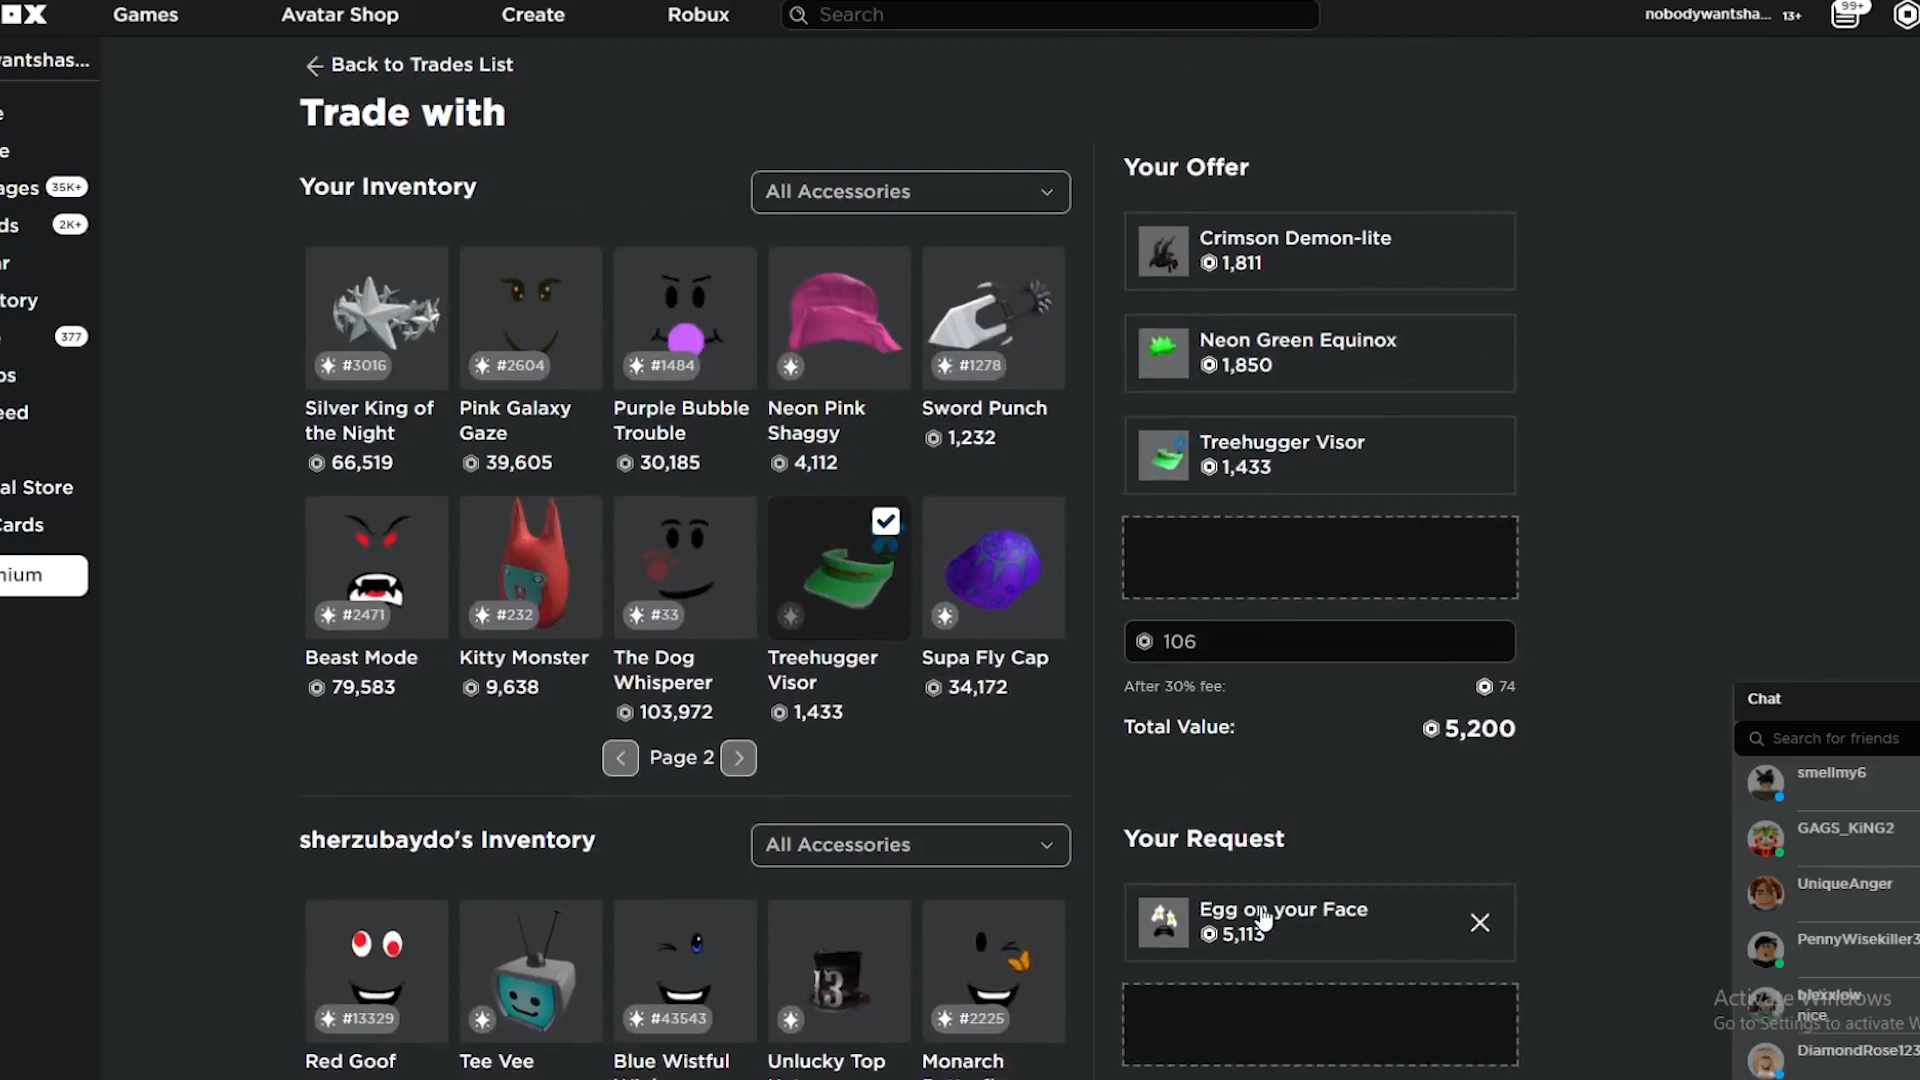 OX Games Avatar Shop Create Robux Search nobodywantsha... 13+ 99+
antshas...
Back to Trades List
Trade with
e
e
ages 35K+
ds 2K+
r
tory
377
os
eed
al Store
Cards
nium
Your Inventory
All Accessories
#3016 #2604 #1484 #1278
Silver King of Pink Galaxy Purple Bubble Neon Pink Sword Punch
the Night Gaze Trouble Shaggy 1,232
66,519 39,605 30,185 4,112
#2471 #232 #33
Beast Mode Kitty Monster The Dog Treehugger Supa Fly Cap
79,583 9,638 Whisperer Visor 34,172
103,972 1,433
Page 2
sherzubaydo's Inventory
All Accessories
13
#13329 #43543 #2225
Red Goof Tee Vee Blue Wistful Unlucky Top Monarch
Your Offer
Crimson Demon-lite
1,811
Neon Green Equinox
1,850
Treehugger Visor
1,433
106
After 30% fee: 74
Total Value: 5,200
Your Request
Egg on your Face
5,113
Chat
Search for friends
smellmy6
GAGS_KiNG2
UniqueAnger
PennyWisekiller3
blexxlow
nice
DiamondRose123
Activate Windows
Go to Settings to activate W